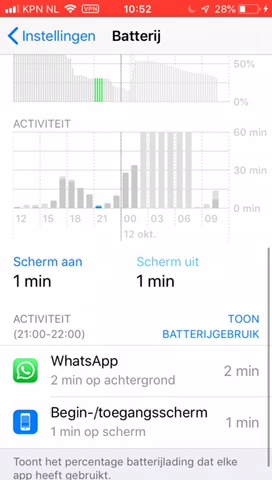 KPN NL VPN 10:52 28%
Instellingen Batterij
50%
0%
ACTIVITEIT
60 min
30 min
0 min
12 15 18 21 00 03 06 09
12 okt.
Scherm aan Scherm uit
1 min 1 min
ACTIVITEIT TOON
(21:00-22:00) BATTERIJGEBRUIK
WhatsApp
2 min op achtergrond 2 min
Begin-/toegangsscherm
1 min op scherm 1 min
Toont het percentage batterijlading dat elke
app heeft gebruikt.